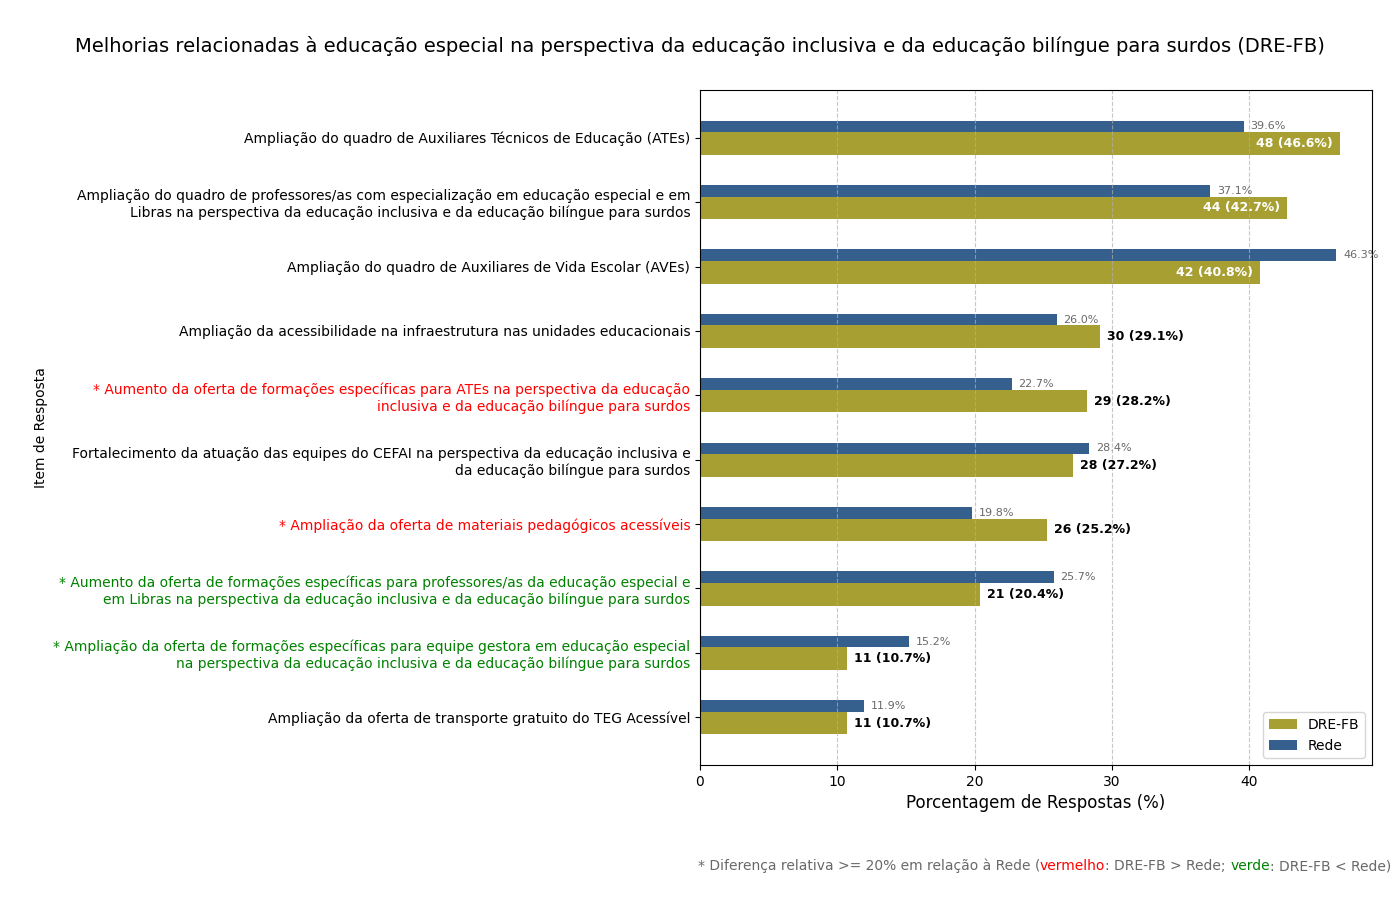 Melhorias relacionadas à educação especial na perspectiva da educação inclusiva e da educação bilíngue para surdos (DRE-FB)
Item de Resposta
Ampliação do quadro de Auxiliares Técnicos de Educação (ATEs)
39.6%
48 (46.6%)
Ampliação do quadro de professores/as com especialização em educação especial e em
Libras na perspectiva da educação inclusiva e da educação bilíngue para surdos
37.1%
44 (42.7%)
Ampliação do quadro de Auxiliares de Vida Escolar (AVEs)
46.3%
42 (40.8%)
Ampliação da acessibilidade na infraestrutura nas unidades educacionais
26.0%
30 (29.1%)
* Aumento da oferta de formações específicas para ATEs na perspectiva da educação
inclusiva e da educação bilíngue para surdos
22.7%
29 (28.2%)
Fortalecimento da atuação das equipes do CEFAI na perspectiva da educação inclusiva e
da educação bilíngue para surdos
28.4%
28 (27.2%)
* Ampliação da oferta de materiais pedagógicos acessíveis
19.8%
26 (25.2%)
* Aumento da oferta de formações específicas para professores/as da educação especial e
em Libras na perspectiva da educação inclusiva e da educação bilíngue para surdos
25.7%
21 (20.4%)
* Ampliação da oferta de formações específicas para equipe gestora em educação especial
na perspectiva da educação inclusiva e da educação bilíngue para surdos
15.2%
11 (10.7%)
Ampliação da oferta de transporte gratuito do TEG Acessível
11.9%
11 (10.7%)
DRE-FB
Rede
0 10 20 30 40
Porcentagem de Respostas (%)
* Diferença relativa >= 20% em relação à Rede (vermelho: DRE-FB > Rede; verde: DRE-FB < Rede)